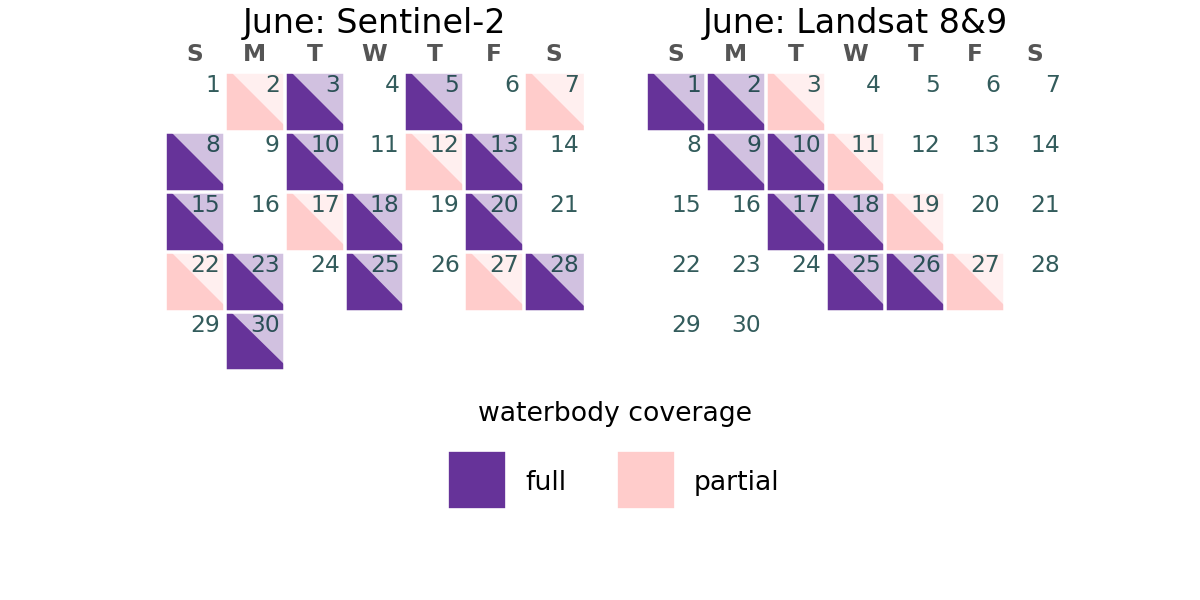 June: Sentinel-2
S M T W T F S
1 2 3 4 5 6 7
8 9 10 11 12 13 14
15 16 17 18 19 20 21
22 23 24 25 26 27 28
29 30
June: Landsat 8&9
S M T W T F S
1 2 3 4 5 6 7
8 9 10 11 12 13 14
15 16 17 18 19 20 21
22 23 24 25 26 27 28
29 30
waterbody coverage
full partial